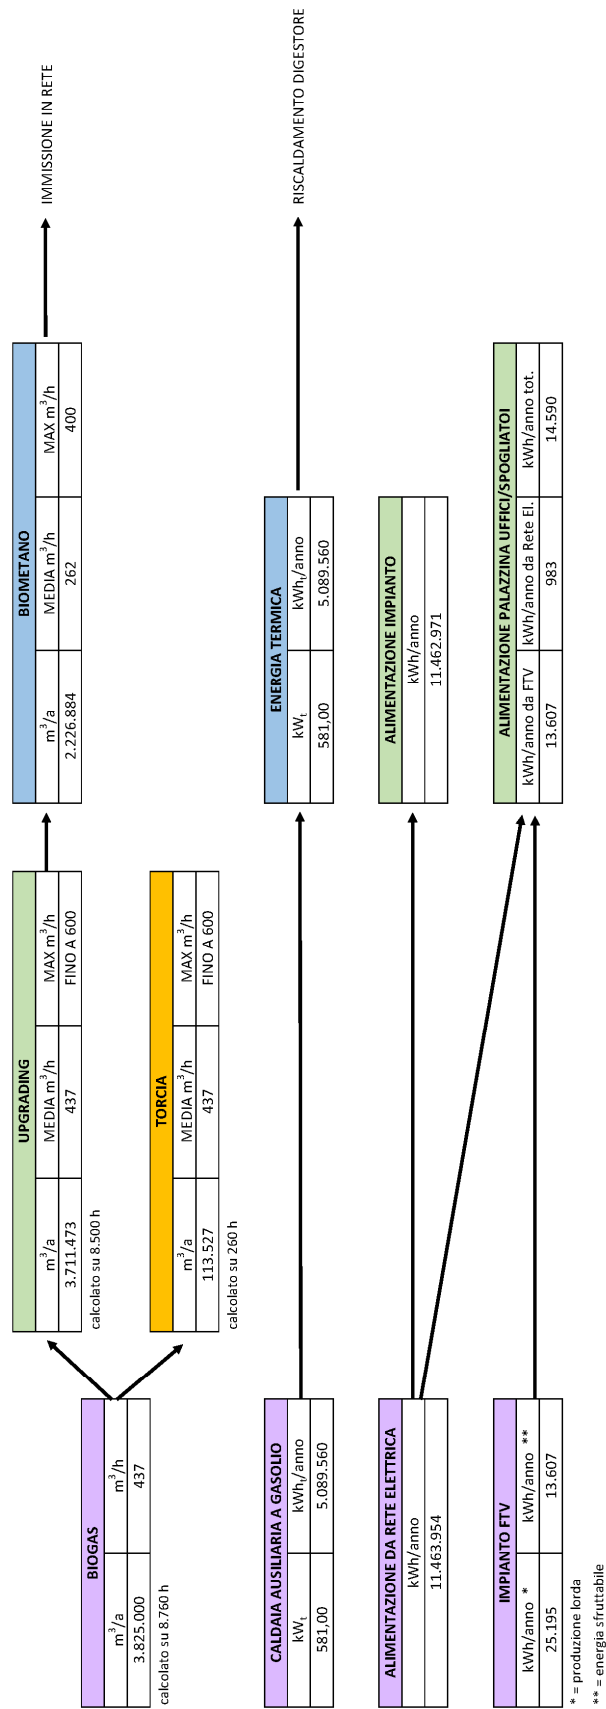 BIOGAS
m³/a m³/h
3.825.000 437
calcolato su 8.760 h
UPGRADING
m³/a MEDIA m³/h MAX m³/h
3.711.473 437 FINO A 600
calcolato su 8.500 h
BIOMETANO
m³/a MEDIA m³/h MAX m³/h
2.226.884 262 400
IMMISSIONE IN RETE
TORCIA
m³/a MEDIA m³/h MAX m³/h
113.527 437 FINO A 600
calcolato su 260 h
CALDAIA AUSILIARIA A GASOLIO
kWₜ kWhₜ/anno
581,00 5.089.560
ENERGIA TERMICA
kWₜ kWhₜ/anno
581,00 5.089.560
RISCALDAMENTO DIGESTORE
ALIMENTAZIONE DA RETE ELETTRICA
kWh/anno
11.463.954
ALIMENTAZIONE IMPIANTO
kWh/anno
11.462.971
IMPIANTO FTV
kWh/anno * kWh/anno **
25.195 13.607
* = produzione lorda
** = energia sfruttabile
ALIMENTAZIONE PALAZZINA UFFICI/SPOGLIATOI
kWh/anno da FTV kWh/anno da Rete El. kWh/anno tot.
13.607 983 14.590